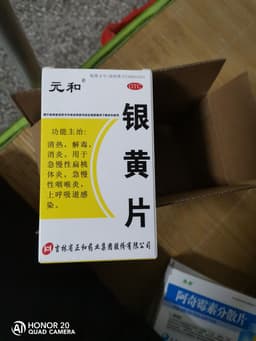 元和
OTC
银黄片
功能主治:
清热,解毒,
消炎。用于
急慢性扁桃
体炎,急慢
性咽喉炎,
上呼吸道感
染。
吉林省正和药业集团股份有限公司
阿奇霉素分散片
HONOR 20
AI QUAD CAMERA